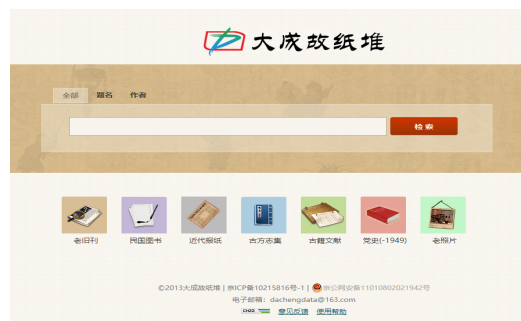 大成故纸堆
全部 题名 作者
检索
老旧刊 民国图书 近代报纸 古方志集 古籍文献 党史(-1949) 老照片
©2013大成故纸堆 | 京ICP备10215816号-1 | 京公网安备11010802021942号
电子邮箱：dachengdata@163.com
意见反馈 使用帮助